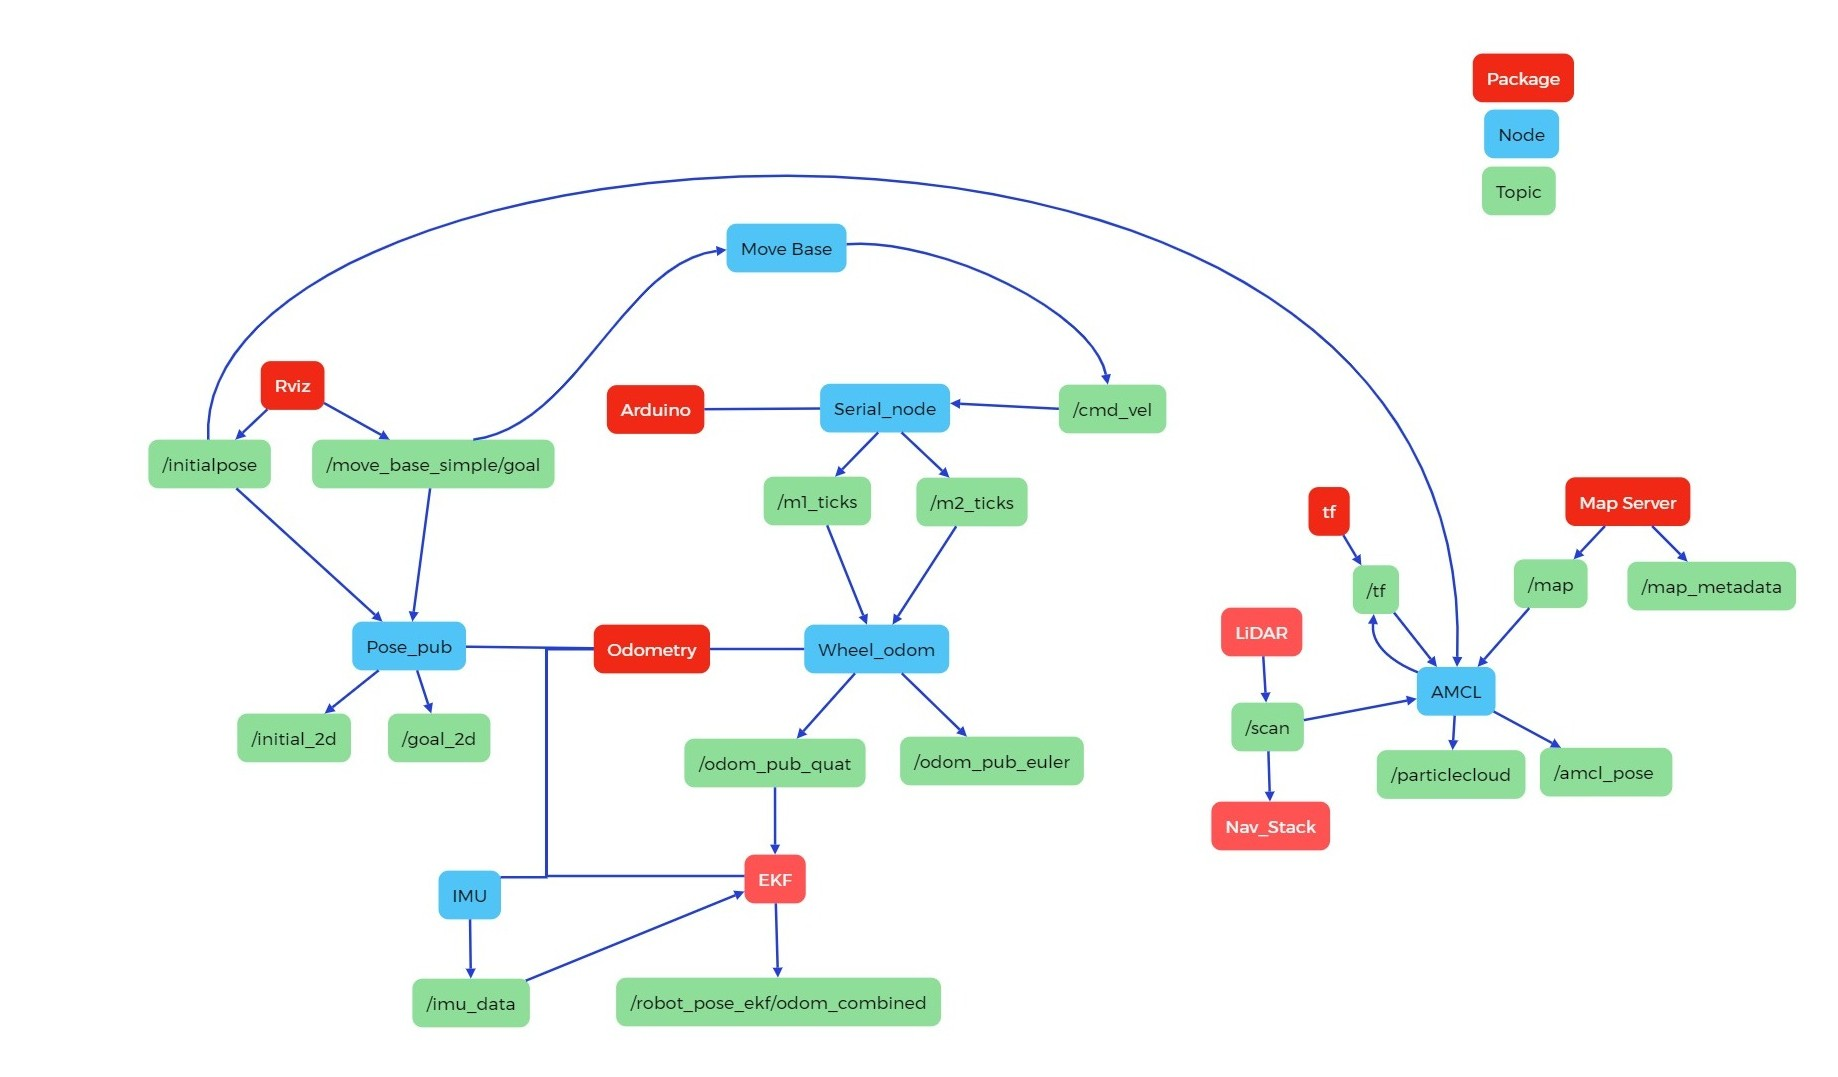 Package
Node
Topic
Move Base
Rviz
Arduino
Serial_node
/cmd_vel
/initialpose
/move_base_simple/goal
/m1_ticks
/m2_ticks
tf
Map Server
/tf
/map
/map_metadata
LiDAR
Pose_pub
Odometry
Wheel_odom
AMCL
/scan
/initial_2d
/goal_2d
/odom_pub_quat
/odom_pub_euler
/particlecloud
/amcl_pose
Nav_Stack
EKF
IMU
/imu_data
/robot_pose_ekf/odom_combined